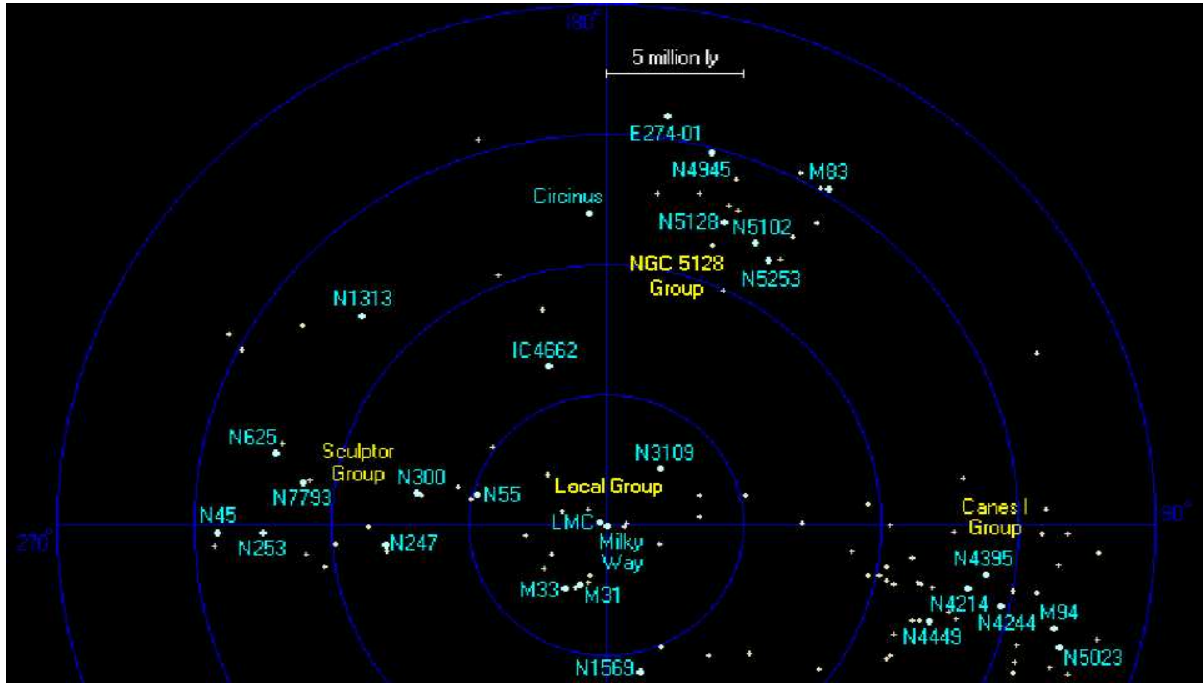 180°
5 million ly
E274-01
N4945
M83
Circinus
N5128
N5102
NGC 5128
Group
N5253
N1313
IC4662
N625
Sculptor
Group
N7793
N300
N55
N3109
Local Group
N45
N253
N247
LMC
Milky
Way
M33
M31
N1569
Canes I
Group
90°
270°
N4395
N4214
N4244
M94
N4449
N5023